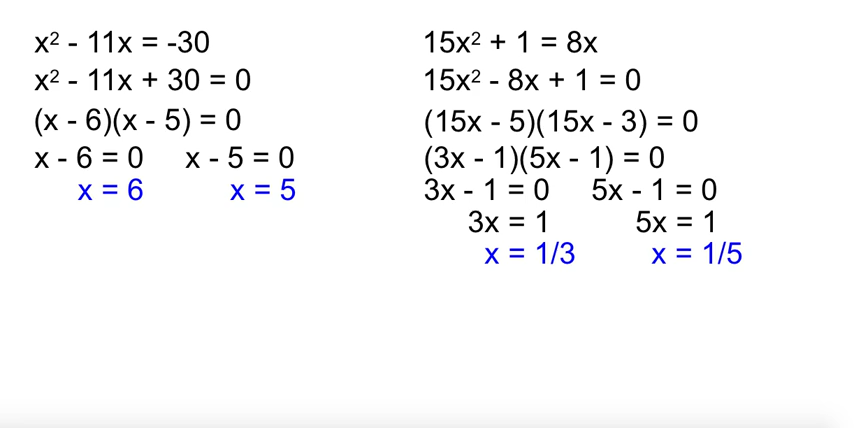 x² - 11x = -30
x² - 11x + 30 = 0
(x - 6)(x - 5) = 0
x - 6 = 0 x - 5 = 0
x = 6 x = 5
15x² + 1 = 8x
15x² - 8x + 1 = 0
(15x - 5)(15x - 3) = 0
(3x - 1)(5x - 1) = 0
3x - 1 = 0 5x - 1 = 0
3x = 1 5x = 1
x = 1/3 x = 1/5